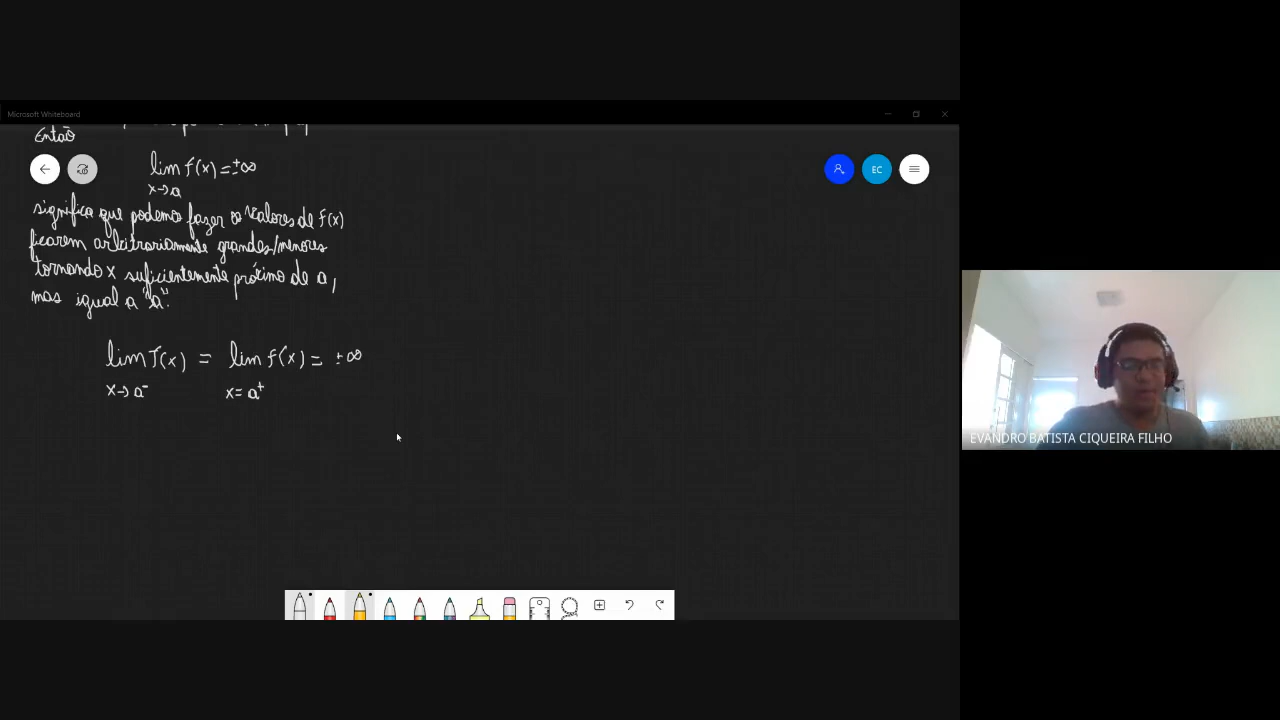 Microsoft Whiteboard
Então
lim f(x) = ±∞
x→a
EC
significa que podemos fazer os valores de f(x)
ficarem arbitrariamente grandes/menores
tornando x suficientemente próximo de a,
mas igual a "a".
lim f(x) = lim f(x) = ±∞
x→a⁻ x=a⁺
EVANDRO BATISTA CIQUEIRA FILHO